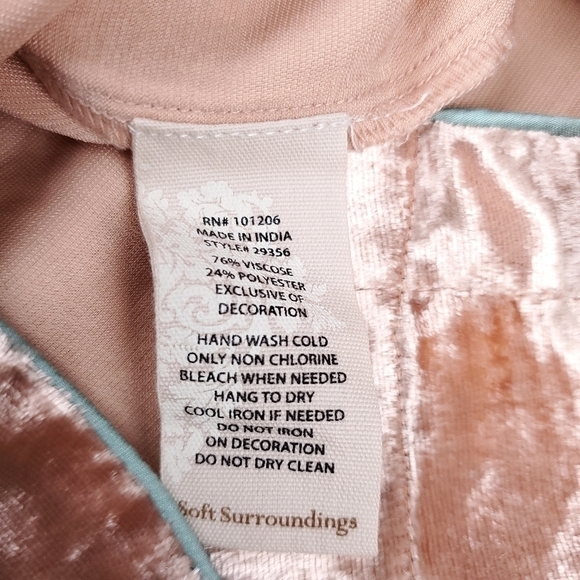 RN# 101206
MADE IN INDIA
STYLE# 29356
76% VISCOSE
24% POLYESTER
EXCLUSIVE OF
DECORATION
HAND WASH COLD
ONLY NON CHLORINE
BLEACH WHEN NEEDED
HANG TO DRY
COOL IRON IF NEEDED
DO NOT IRON
ON DECORATION
DO NOT DRY CLEAN
Soft Surroundings